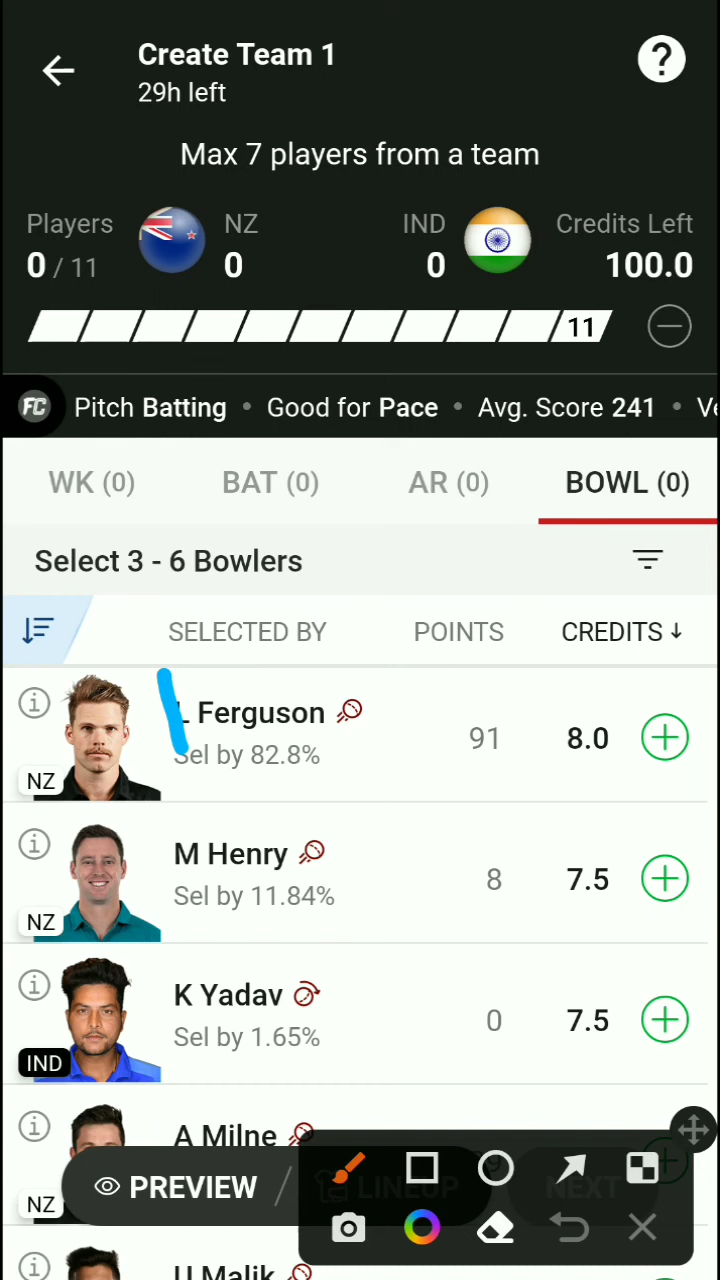 Create Team 1
29h left
?
Max 7 players from a team
Players NZ IND Credits Left
0 / 11 0 0 100.0
11
FC Pitch Batting • Good for Pace • Avg. Score 241 •
WK (0) BAT (0) AR (0) BOWL (0)
Select 3 - 6 Bowlers
SELECTED BY POINTS CREDITS ↓
L Ferguson
Sel by 82.8%
91 8.0
NZ
M Henry
Sel by 11.84%
8 7.5
NZ
K Yadav
Sel by 1.65%
0 7.5
IND
A Milne
NZ
PREVIEW / LINEUP NEXT
U Malik